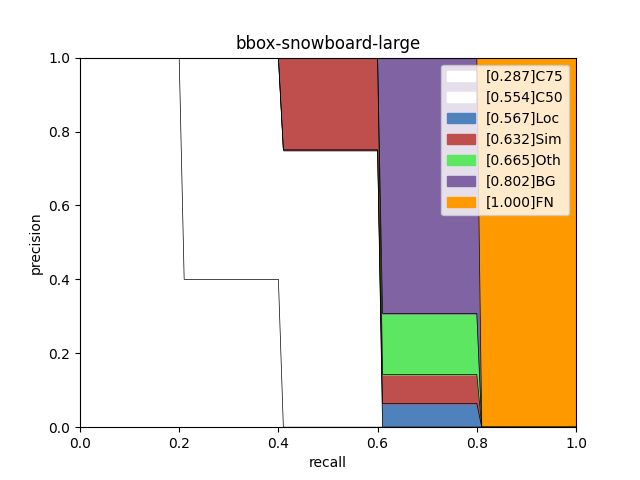 bbox-snowboard-large
1.0
0.8
0.6
0.4
0.2
0.0
precision
[0.287]C75
[0.554]C50
[0.567]Loc
[0.632]Sim
[0.665]Oth
[0.802]BG
[1.000]FN
0.0 0.2 0.4 0.6 0.8 1.0
recall